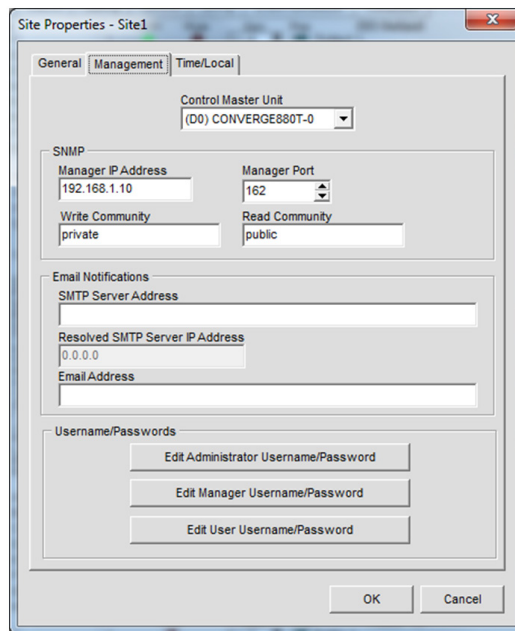 Site Properties - Site1
General Management Time/Local
Control Master Unit
(D0) CONVERGE880T-0
SNMP
Manager IP Address Manager Port
192.168.1.10 162
Write Community Read Community
private public
Email Notifications
SMTP Server Address
Resolved SMTP Server IP Address
0.0.0.0
Email Address
Username/Passwords
Edit Administrator Username/Password
Edit Manager Username/Password
Edit User Username/Password
OK Cancel